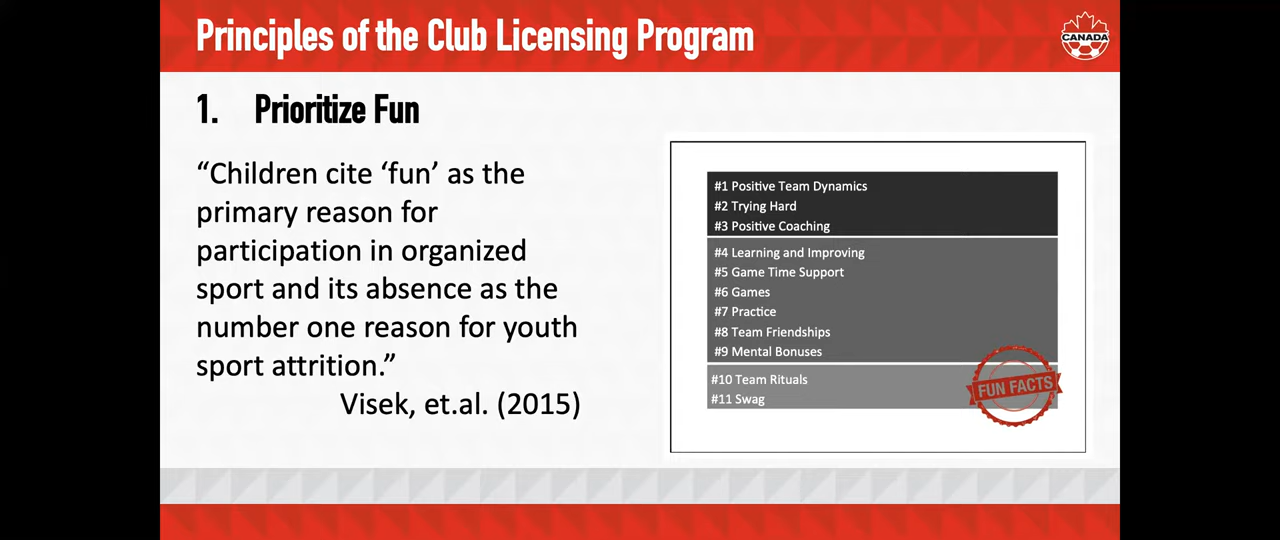 Principles of the Club Licensing Program
CANADA
1. Prioritize Fun
“Children cite ‘fun’ as the
primary reason for
participation in organized
sport and its absence as the
number one reason for youth
sport attrition.”
Visek, et.al. (2015)
#1 Positive Team Dynamics
#2 Trying Hard
#3 Positive Coaching
#4 Learning and Improving
#5 Game Time Support
#6 Games
#7 Practice
#8 Team Friendships
#9 Mental Bonuses
#10 Team Rituals
#11 Swag
FUN FACTS